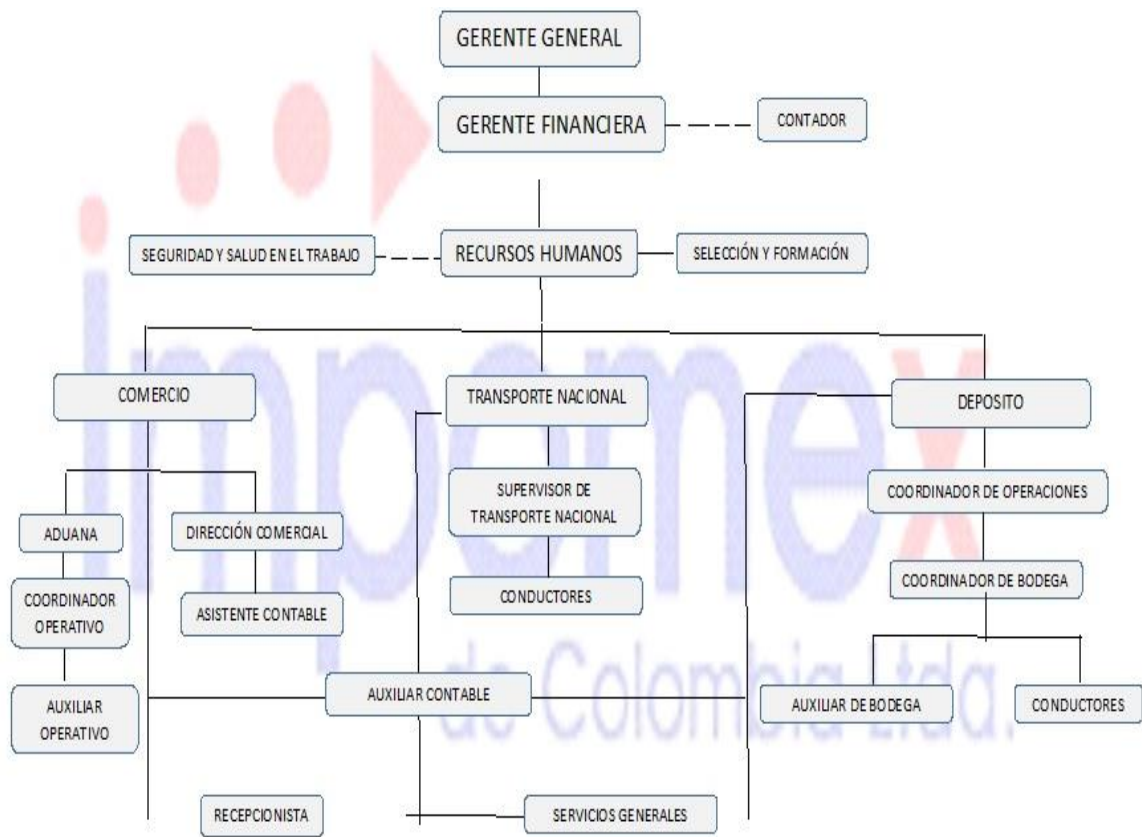 GERENTE GENERAL
GERENTE FINANCIERA
CONTADOR
SEGURIDAD Y SALUD EN EL TRABAJO
RECURSOS HUMANOS
SELECCIÓN Y FORMACIÓN
COMERCIO
TRANSPORTE NACIONAL
DEPOSITO
ADUANA
DIRECCIÓN COMERCIAL
SUPERVISOR DE
TRANSPORTE NACIONAL
COORDINADOR DE OPERACIONES
COORDINADOR
OPERATIVO
ASISTENTE CONTABLE
CONDUCTORES
COORDINADOR DE BODEGA
AUXILIAR
OPERATIVO
AUXILIAR CONTABLE
AUXILIAR DE BODEGA
CONDUCTORES
RECEPCIONISTA
SERVICIOS GENERALES
impomex
de Colombia Ltda.